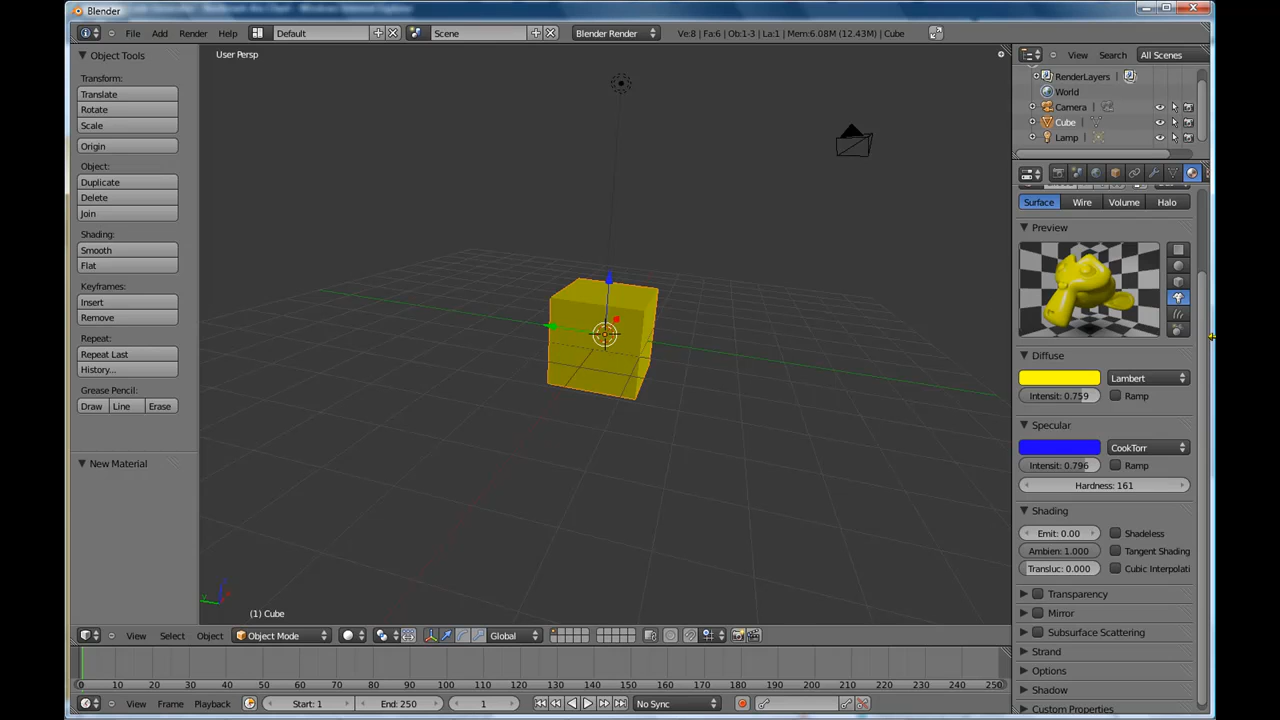 Blender
File Add Render Help Default Scene Blender Render Ve:8 | Fa:6 | Ob:1-3 | La:1 | Mem:6.08M (12.43M) | Cube
Object Tools
Transform:
Translate
Rotate
Scale
Origin
Object:
Duplicate
Delete
Join
Shading:
Smooth
Flat
Keyframes:
Insert
Remove
Repeat:
Repeat Last
History...
Grease Pencil:
Draw Line Erase
New Material
User Persp
(1) Cube
View Select Object Object Mode Global
0 10 20 30 40 50 60 70 80 90 100 110 120 130 140 150 160 170 180 190 200 210 220 230 240 250
View Frame Playback Start: 1 End: 250 1 No Sync
View Search All Scenes
RenderLayers
World
Camera
Cube
Lamp
Surface Wire Volume Halo
Preview
Diffuse
Lambert
Intensit: 0.759 Ramp
Specular
CookTorr
Intensit: 0.796 Ramp
Hardness: 161
Shading
Emit: 0.00 Shadeless
Ambien: 1.000 Tangent Shading
Transluc: 0.000 Cubic Interpolati
Transparency
Mirror
Subsurface Scattering
Strand
Options
Shadow
Custom Properties